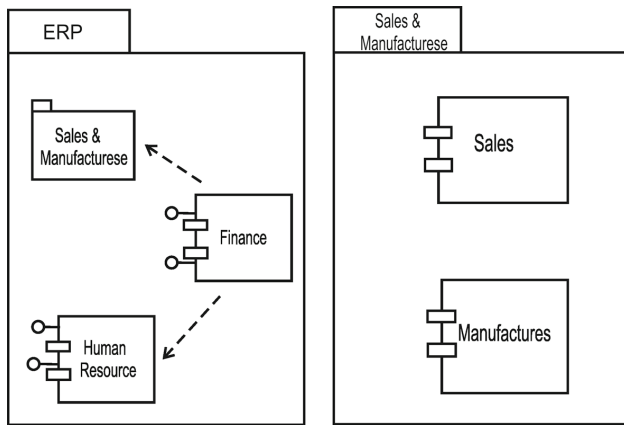 ERP
Sales &
Manufacturese
Finance
Human
Resource
Sales &
Manufacturese
Sales
Manufactures